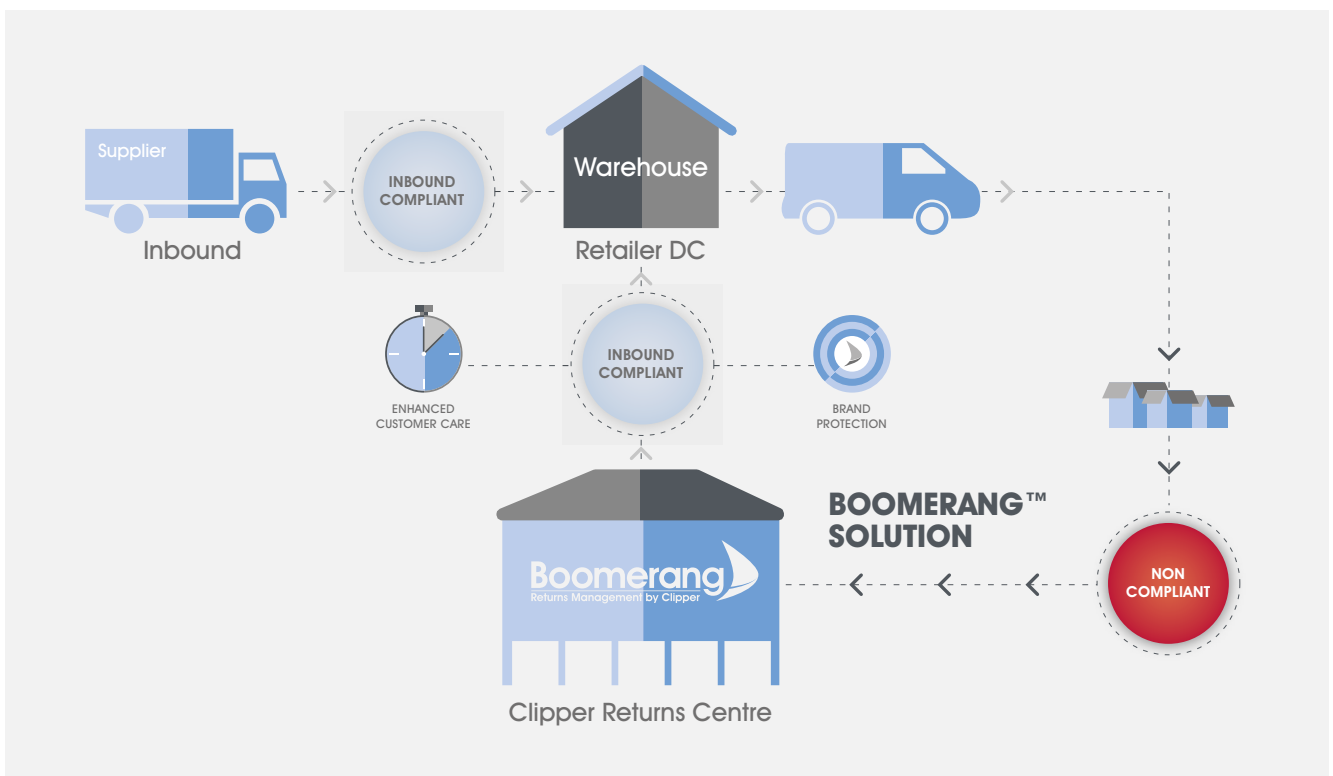 Supplier
Inbound
INBOUND
COMPLIANT
Warehouse
Retailer DC
ENHANCED
CUSTOMER CARE
INBOUND
COMPLIANT
BRAND
PROTECTION
BOOMERANG™
SOLUTION
NON
COMPLIANT
Boomerang
Returns Management by Clipper
Clipper Returns Centre